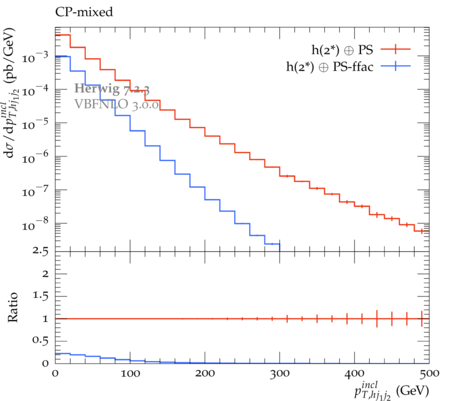 CP-mixed
h(2*) ⊕ PS
h(2*) ⊕ PS-ffac
Herwig 7.2.3
VBFNLO 3.0.0
dσ/dp^{incl}_{T,hj₁j₂} (pb/GeV)
10⁻³
10⁻⁴
10⁻⁵
10⁻⁶
10⁻⁷
10⁻⁸
2.5
2
1.5
1
0.5
0
Ratio
0 100 200 300 400 500
p^{incl}_{T,hj₁j₂} (GeV)